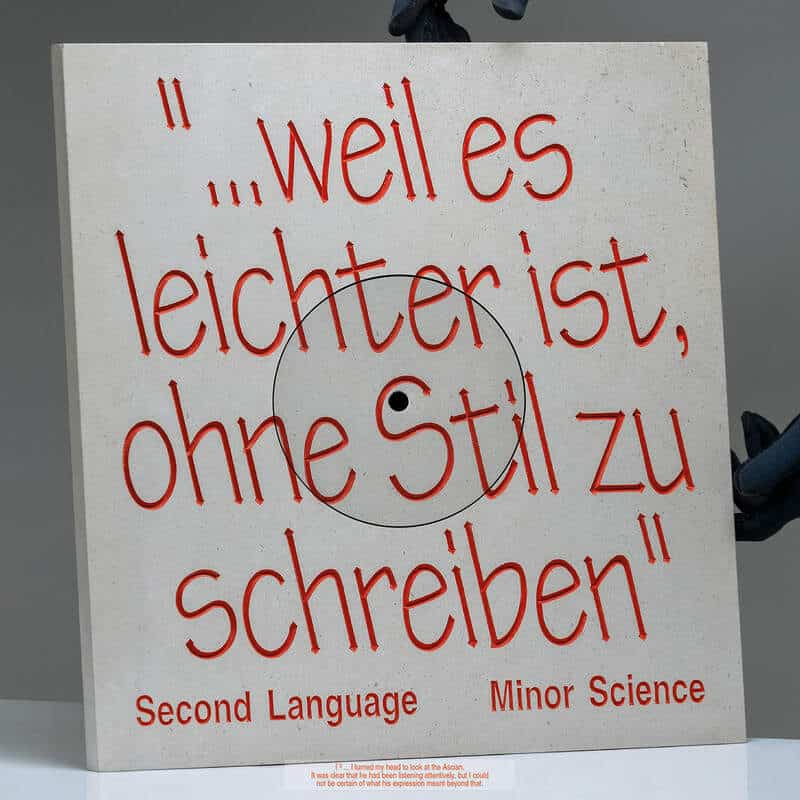 "...weil es
leichter ist,
ohne Stil zu
schreiben"
Second Language Minor Science
["... I turned my head to look at the Ascian.
It was clear that he had been listening attentively, but I could
not be certain of what his expression meant beyond that.